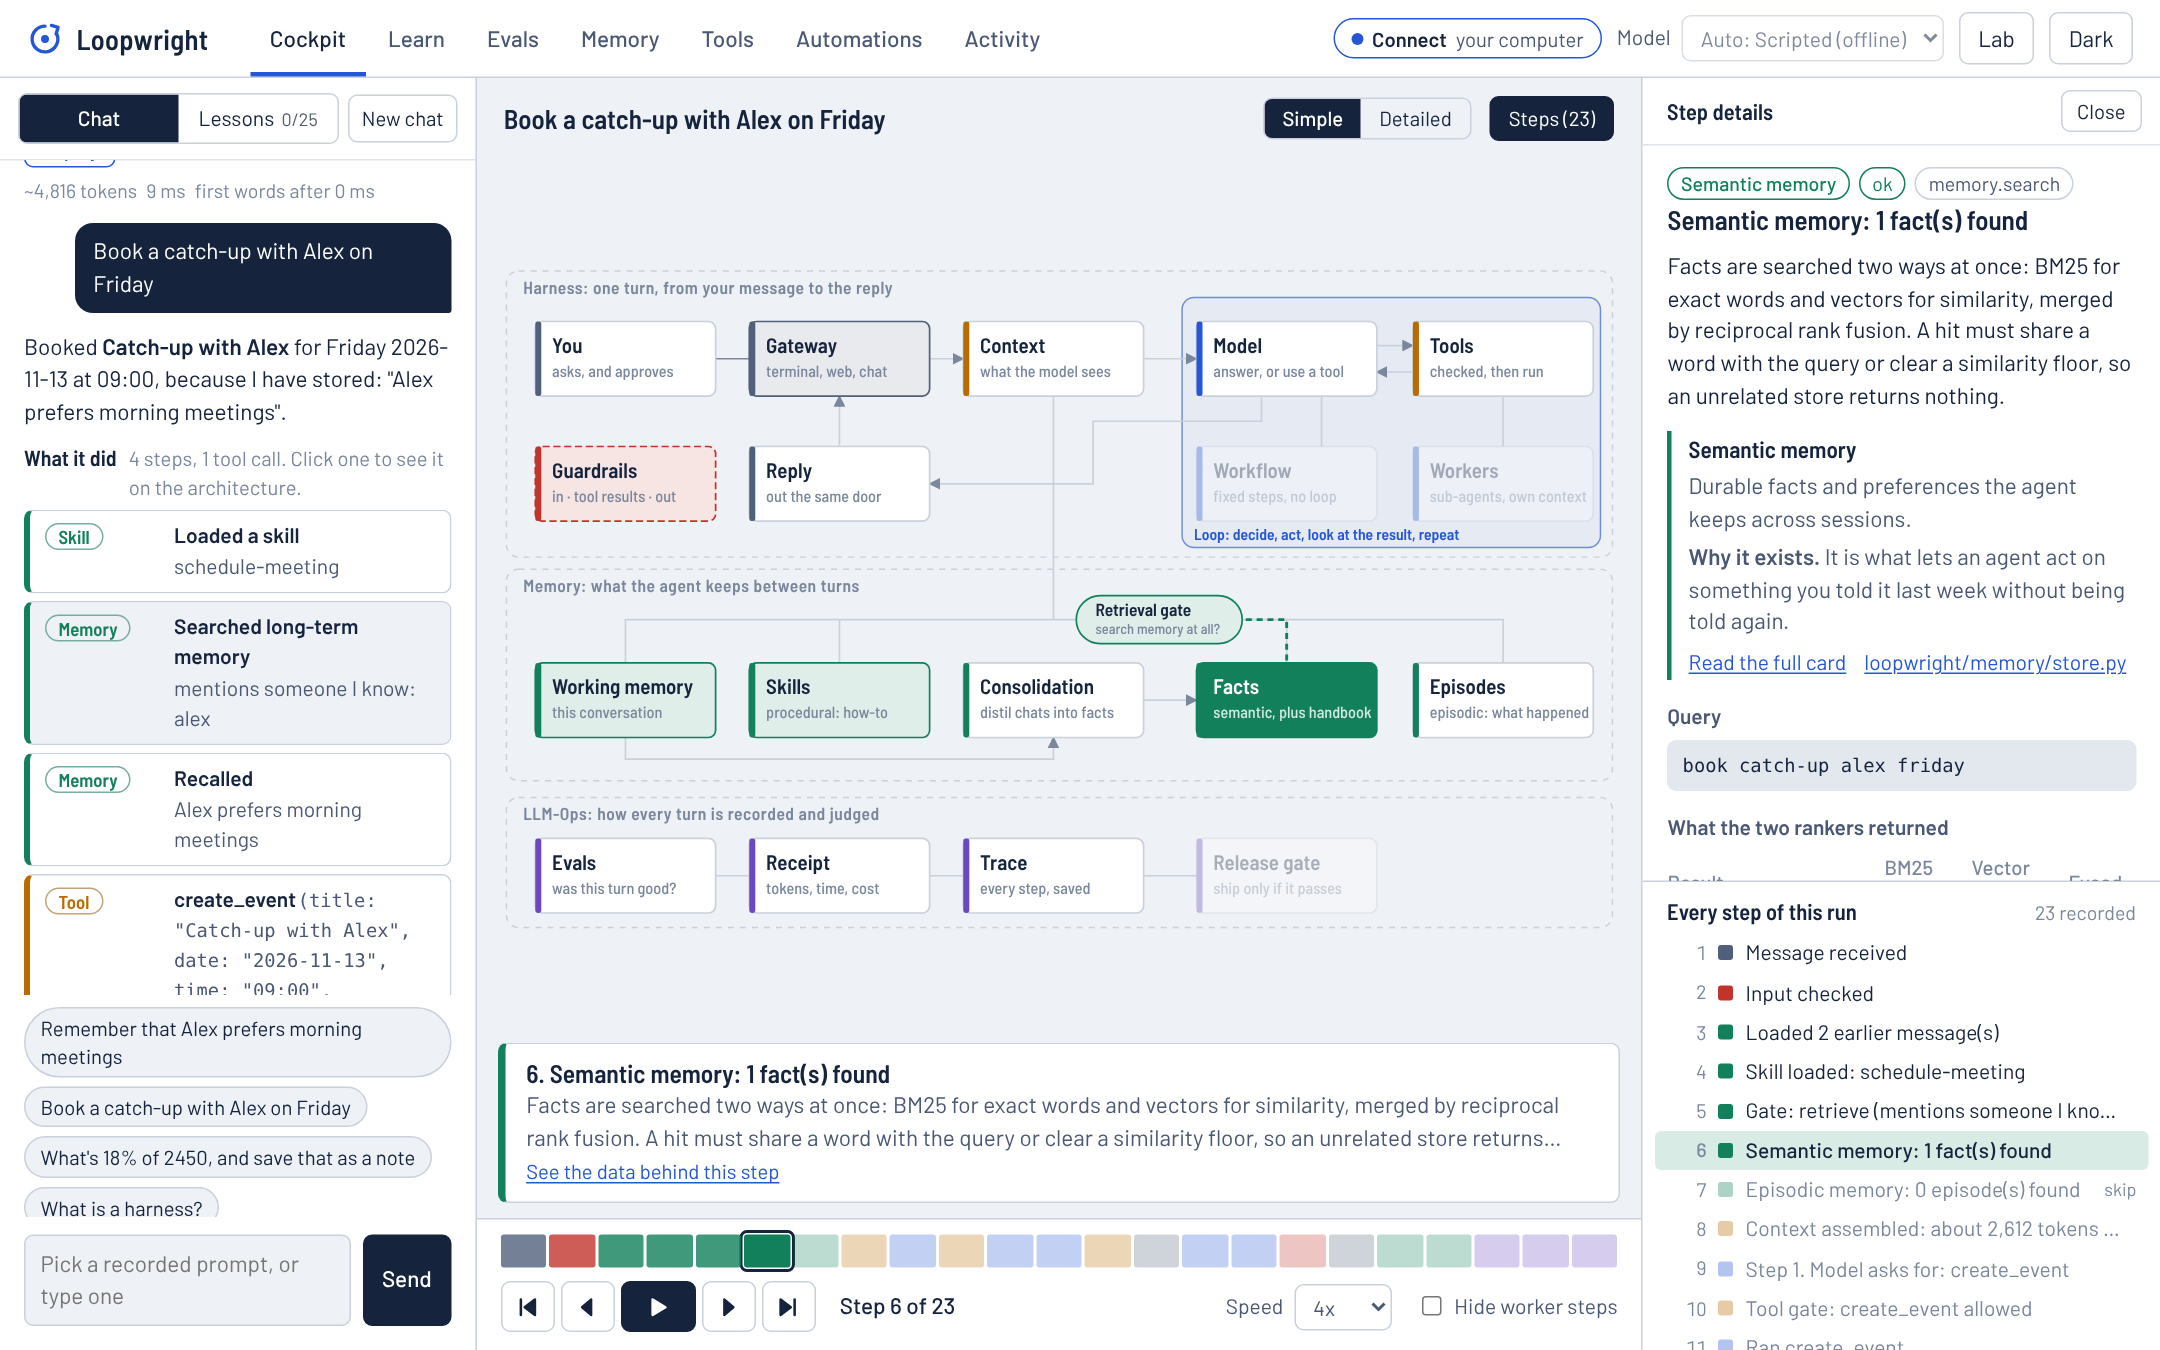 Loopwright
Cockpit
Learn
Evals
Memory
Tools
Automations
Activity
Connect your computer
Model
Auto: Scripted (offline)
Lab
Dark
Chat
Lessons 0/25
New chat
~4,816 tokens 9 ms first words after 0 ms
Book a catch-up with Alex on
Friday
Booked Catch-up with Alex for Friday 2026-
11-13 at 09:00, because I have stored: "Alex
prefers morning meetings".
What it did
4 steps, 1 tool call. Click one to see it
on the architecture.
Skill
Loaded a skill
schedule-meeting
Memory
Searched long-term
memory
mentions someone I know:
alex
Memory
Recalled
Alex prefers morning
meetings
Tool
create_event (title:
"Catch-up with Alex",
date: "2026-11-13",
time: "09:00",
Remember that Alex prefers morning
meetings
Book a catch-up with Alex on Friday
What's 18% of 2450, and save that as a note
What is a harness?
Pick a recorded prompt, or
type one
Send
Book a catch-up with Alex on Friday
Simple
Detailed
Steps (23)
Harness: one turn, from your message to the reply
You
asks, and approves
Gateway
terminal, web, chat
Context
what the model sees
Model
answer, or use a tool
Tools
checked, then run
Guardrails
in · tool results · out
Reply
out the same door
Workflow
fixed steps, no loop
Workers
sub-agents, own context
Loop: decide, act, look at the result, repeat
Memory: what the agent keeps between turns
Retrieval gate
search memory at all?
Working memory
this conversation
Skills
procedural: how-to
Consolidation
distil chats into facts
Facts
semantic, plus handbook
Episodes
episodic: what happened
LLM-Ops: how every turn is recorded and judged
Evals
was this turn good?
Receipt
tokens, time, cost
Trace
every step, saved
Release gate
ship only if it passes
6. Semantic memory: 1 fact(s) found
Facts are searched two ways at once: BM25 for exact words and vectors for similarity, merged by reciprocal
rank fusion. A hit must share a word with the query or clear a similarity floor, so an unrelated store returns...
See the data behind this step
Step 6 of 23
Speed
4x
Hide worker steps
Step details
Close
Semantic memory
ok
memory.search
Semantic memory: 1 fact(s) found
Facts are searched two ways at once: BM25 for
exact words and vectors for similarity, merged
by reciprocal rank fusion. A hit must share a
word with the query or clear a similarity floor, so
an unrelated store returns nothing.
Semantic memory
Durable facts and preferences the agent
keeps across sessions.
Why it exists. It is what lets an agent act on
something you told it last week without being
told again.
Read the full card
loopwright/memory/store.py
Query
book catch-up alex friday
What the two rankers returned
BM25
Vector
Every step of this run
23 recorded
1 Message received
2 Input checked
3 Loaded 2 earlier message(s)
4 Skill loaded: schedule-meeting
5 Gate: retrieve (mentions someone I kno...
6 Semantic memory: 1 fact(s) found
7 Episodic memory: 0 episode(s) found skip
8 Context assembled: about 2,612 tokens ...
9 Step 1. Model asks for: create_event
10 Tool gate: create_event allowed
11 Ran create_event